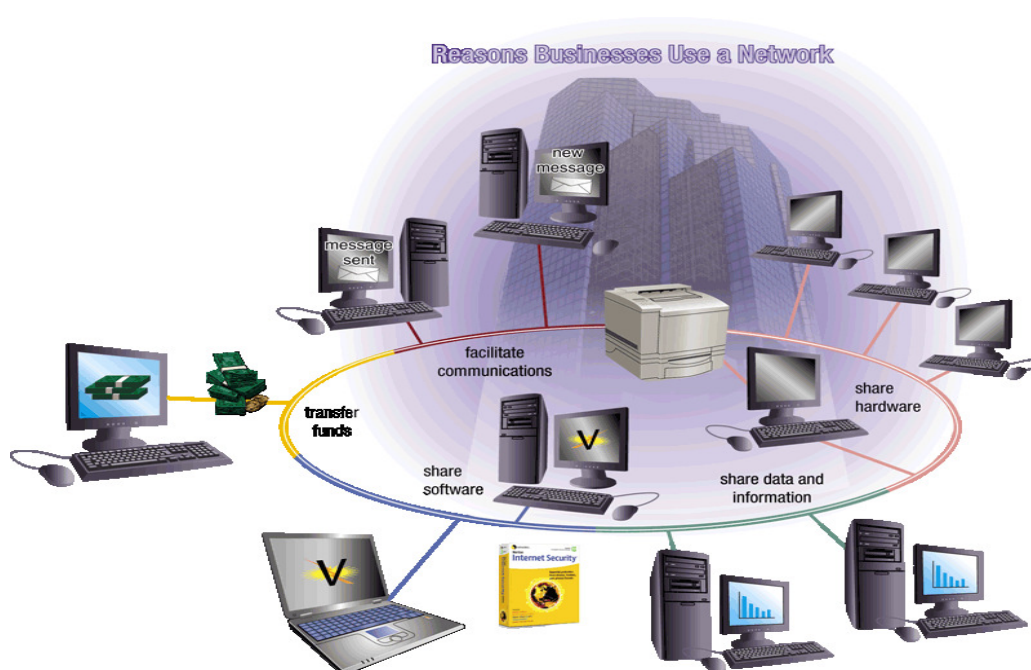 Reasons Businesses Use a Network
new
message
message
sent
facilitate
communications
transfer
funds
share
hardware
share
software
share data and
information
V
V
Internet Security